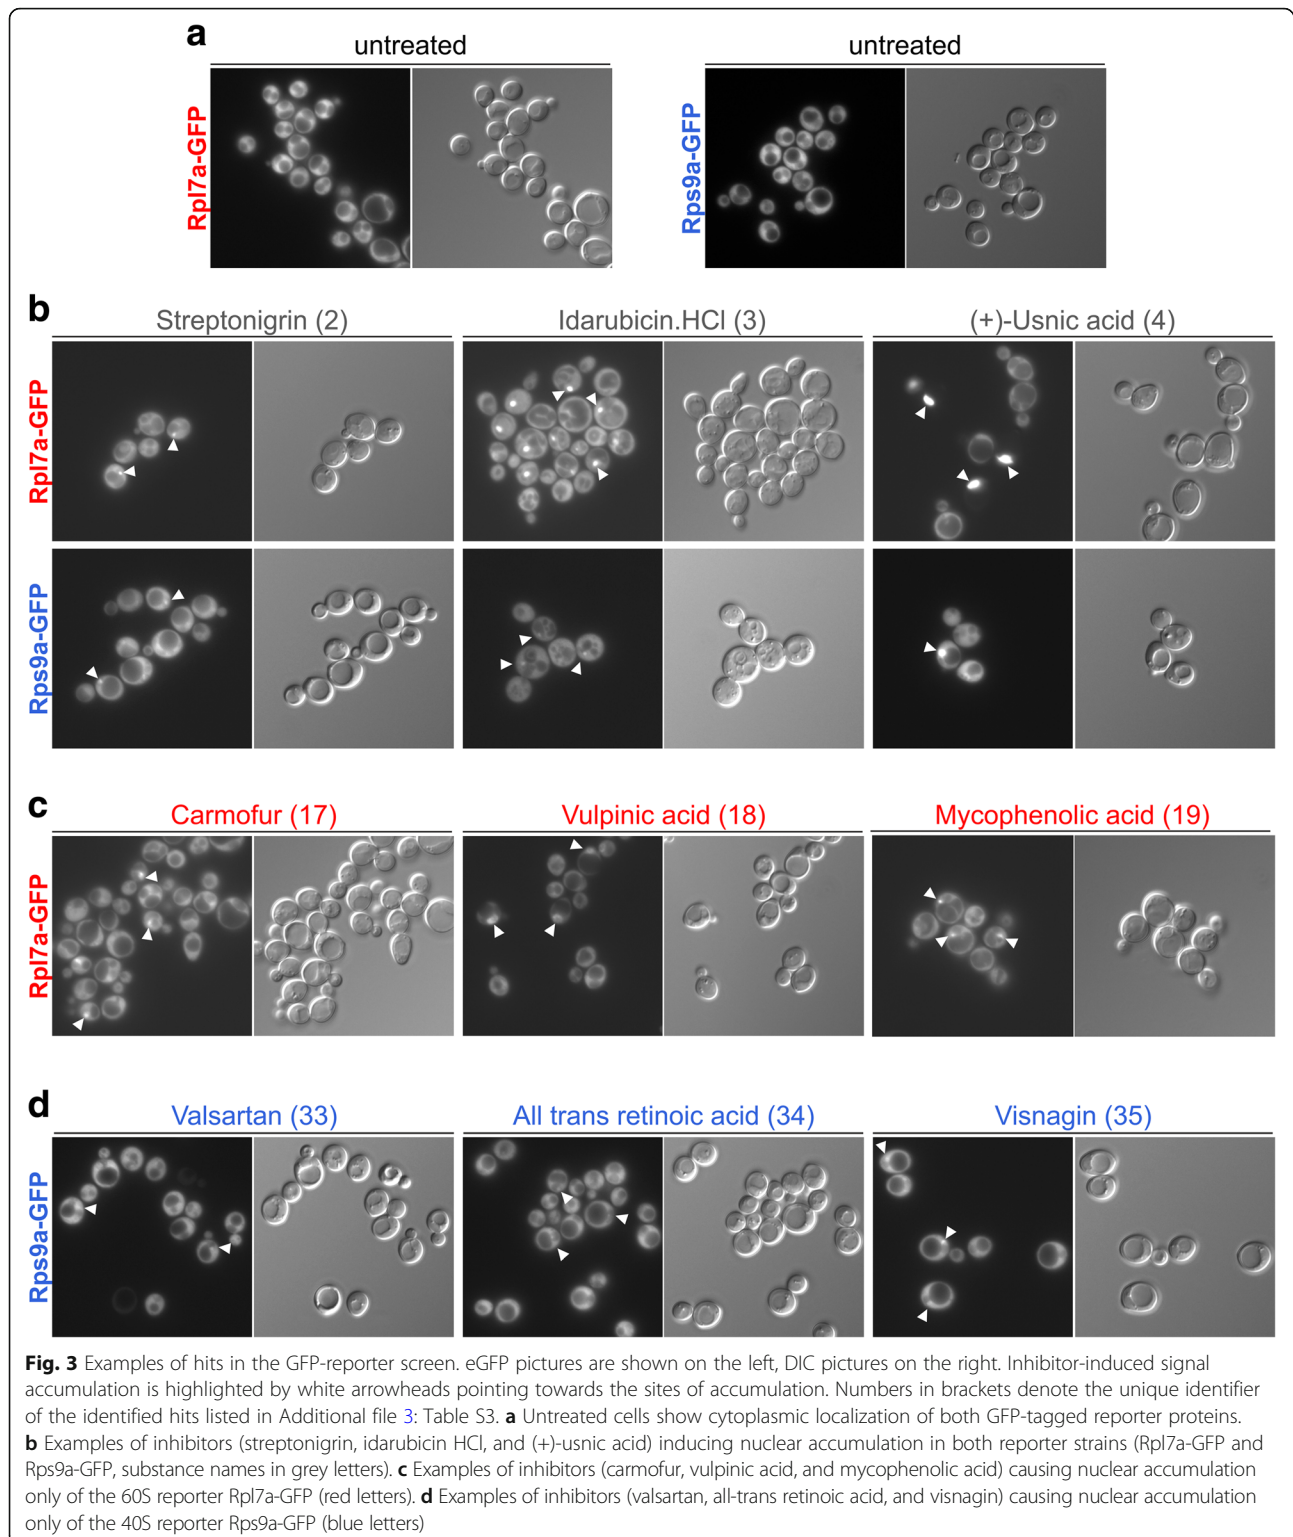 a
untreated
untreated
Rpl7a-GFP
Rps9a-GFP
b
Streptonigrin (2)
Idarubicin.HCl (3)
(+)-Usnic acid (4)
Rpl7a-GFP
Rps9a-GFP
c
Carmofur (17)
Vulpinic acid (18)
Mycophenolic acid (19)
Rpl7a-GFP
d
Valsartan (33)
All trans retinoic acid (34)
Visnagin (35)
Rps9a-GFP
Fig. 3 Examples of hits in the GFP-reporter screen. eGFP pictures are shown on the left, DIC pictures on the right. Inhibitor-induced signal
accumulation is highlighted by white arrowheads pointing towards the sites of accumulation. Numbers in brackets denote the unique identifier
of the identified hits listed in Additional file 3: Table S3. a Untreated cells show cytoplasmic localization of both GFP-tagged reporter proteins.
b Examples of inhibitors (streptonigrin, idarubicin HCl, and (+)-usnic acid) inducing nuclear accumulation in both reporter strains (Rpl7a-GFP and
Rps9a-GFP, substance names in grey letters). c Examples of inhibitors (carmofur, vulpinic acid, and mycophenolic acid) causing nuclear accumulation
only of the 60S reporter Rpl7a-GFP (red letters). d Examples of inhibitors (valsartan, all-trans retinoic acid, and visnagin) causing nuclear accumulation
only of the 40S reporter Rps9a-GFP (blue letters)